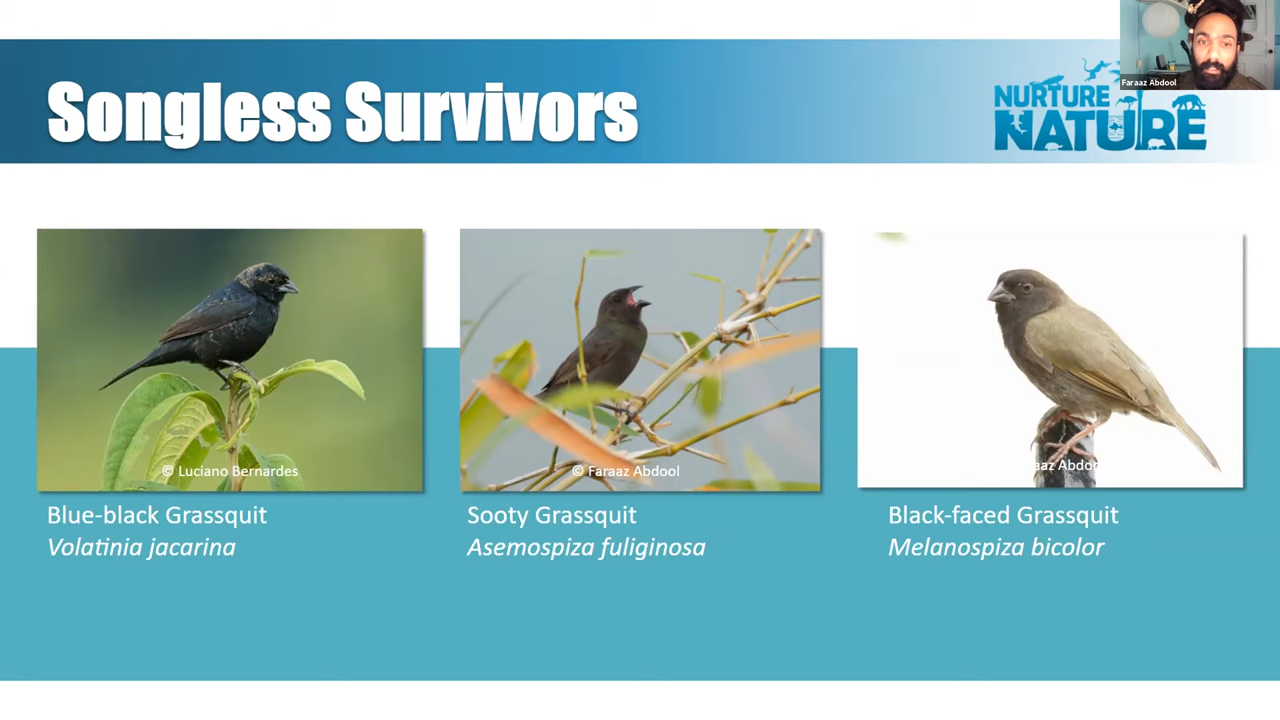 Faraaz Abdool
Songless Survivors
NURTURE
NATURE
© Luciano Bernardes
© Faraaz Abdool
Blue-black Grassquit
Volatinia jacarina
Sooty Grassquit
Asemospiza fuliginosa
Black-faced Grassquit
Melanospiza bicolor